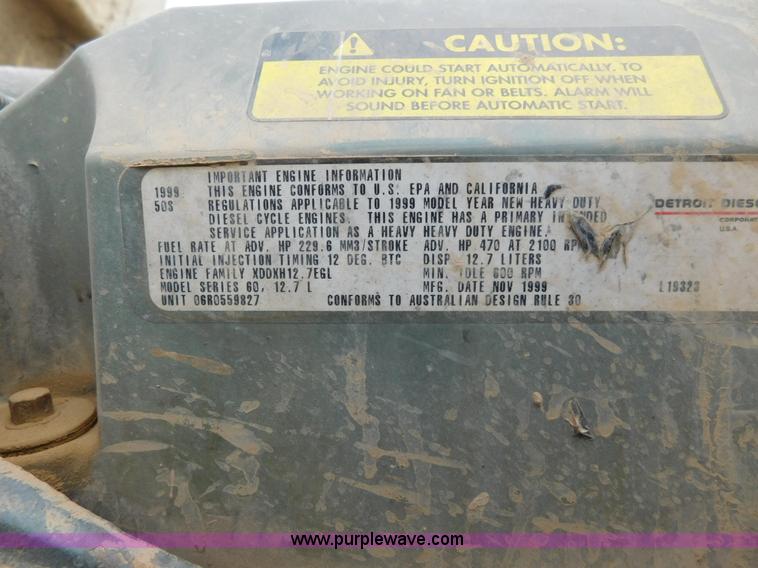 CAUTION:
ENGINE COULD START AUTOMATICALLY. TO
AVOID INJURY, TURN IGNITION OFF WHEN
WORKING ON FAN OR BELTS. ALARM WILL
SOUND BEFORE AUTOMATIC START.
IMPORTANT ENGINE INFORMATION
1999 THIS ENGINE CONFORMS TO U.S. EPA AND CALIFORNIA
50S REGULATIONS APPLICABLE TO 1999 MODEL YEAR NEW HEAVY DUTY
DIESEL CYCLE ENGINES. THIS ENGINE HAS A PRIMARY INTENDED
SERVICE APPLICATION AS A HEAVY HEAVY DUTY ENGINE.
FUEL RATE AT ADV. HP 229.6 MM3/STROKE ADV. HP 470 AT 2100 RPM
INITIAL INJECTION TIMING 12 DEG. BTC DISP. 12.7 LITERS
ENGINE FAMILY XDDXH12.7EGL MIN. IDLE 600 RPM
MODEL SERIES 60, 12.7 L MFG. DATE NOV 1999 L19323
UNIT 06R0559827 CONFORMS TO AUSTRALIAN DESIGN RULE 30
DETROIT DIES
CORPORAT
U.S.A.
www.purplewave.com